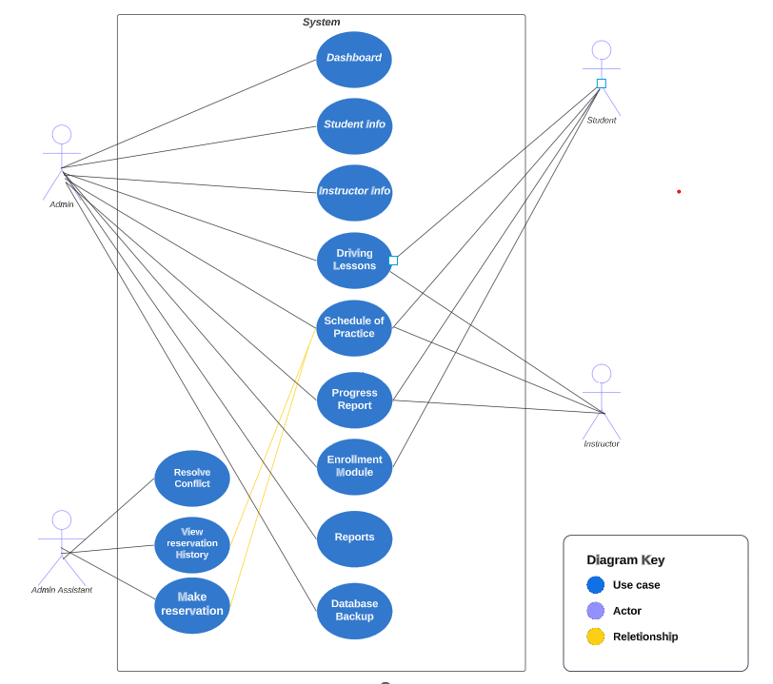 System
Dashboard
Student info
Instructor info
Driving
Lessons
Schedule of
Practice
Progress
Report
Enrollment
Module
Reports
Database
Backup
Resolve
Conflict
View
reservation
History
Make
reservation
Admin
Admin Assistant
Student
Instructor
Diagram Key
Use case
Actor
Reletionship